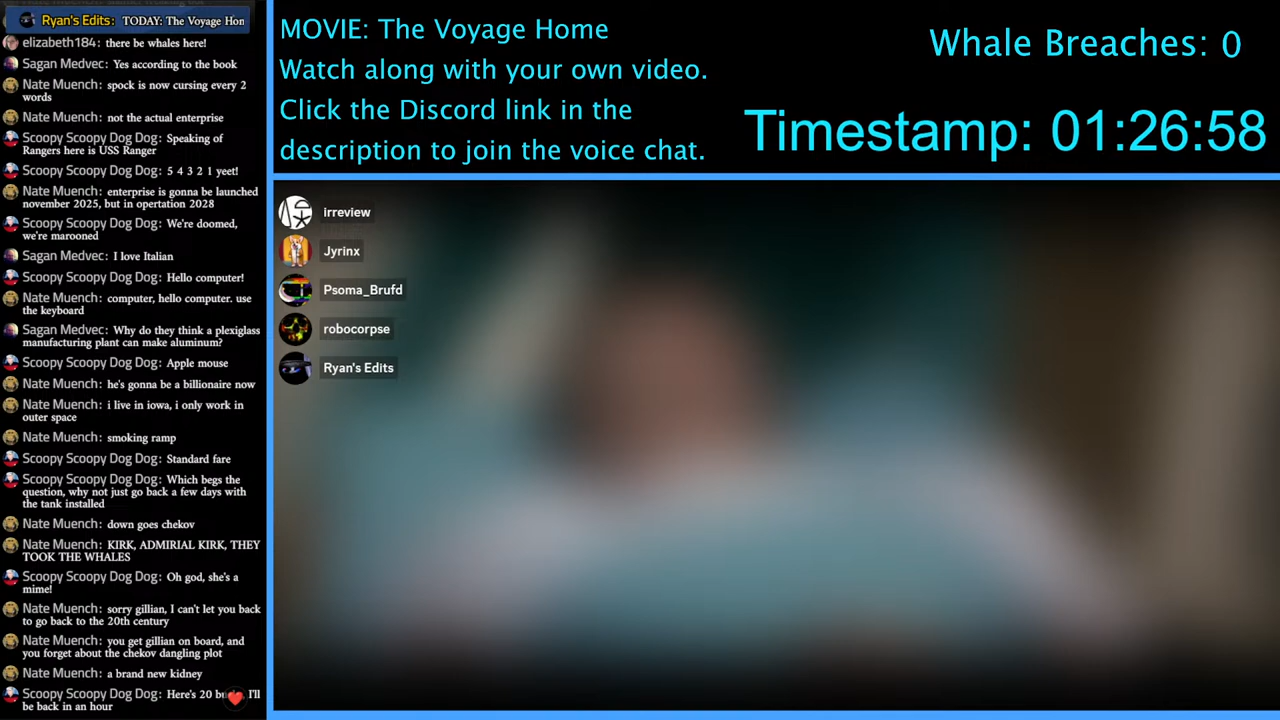 Ryan's Edits: TODAY: The Voyage Hon
elizabeth184: there be whales here!
Sagan Medvec: Yes according to the book
Nate Muench: spock is now cursing every 2
words
Nate Muench: not the actual enterprise
Scoopy Scoopy Dog Dog: Speaking of
Rangers here is USS Ranger
Scoopy Scoopy Dog Dog: 5 4 3 2 1 yeet!
Nate Muench: enterprise is gonna be launched
november 2025, but in opertation 2028
Scoopy Scoopy Dog Dog: We're doomed,
we're marooned
Sagan Medvec: I love Italian
Scoopy Scoopy Dog Dog: Hello computer!
Nate Muench: computer, hello computer. use
the keyboard
Sagan Medvec: Why do they think a plexiglass
manufacturing plant can make aluminum?
Scoopy Scoopy Dog Dog: Apple mouse
Nate Muench: he's gonna be a billionaire now
Nate Muench: i live in iowa, i only work in
outer space
Nate Muench: smoking ramp
Scoopy Scoopy Dog Dog: Standard fare
Scoopy Scoopy Dog Dog: Which begs the
question, why not just go back a few days with
the tank installed
Nate Muench: down goes chekov
Nate Muench: KIRK, ADMIRIAL KIRK, THEY
TOOK THE WHALES
Scoopy Scoopy Dog Dog: Oh god, she's a
mime!
Nate Muench: sorry gillian, I can't let you back
to go back to the 20th century
Nate Muench: you get gillian on board, and
you forget about the chekov dangling plot
Nate Muench: a brand new kidney
Scoopy Scoopy Dog Dog: Here's 20 I'll
be back in an hour
MOVIE: The Voyage Home
Watch along with your own video.
Click the Discord link in the
description to join the voice chat.
Whale Breaches: 0
Timestamp: 01:26:58
irreview
Jyrinx
Psoma_Brufd
robocorpse
Ryan's Edits